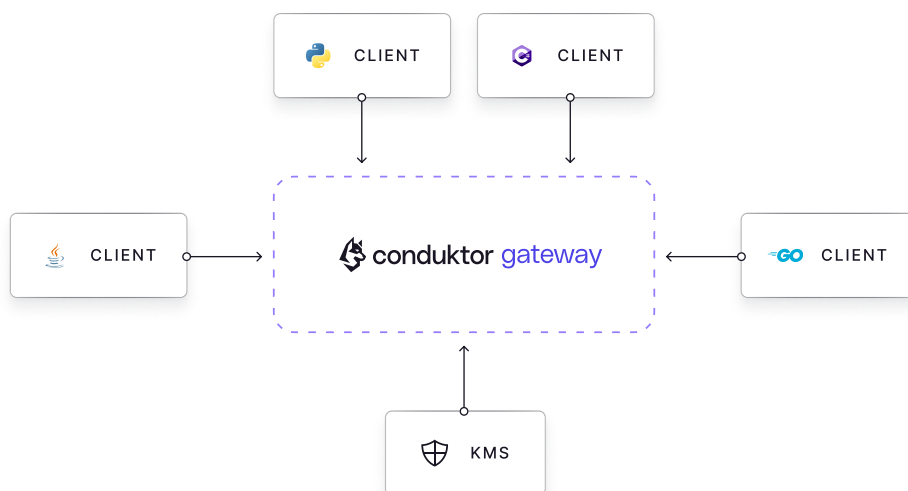 CLIENT
CLIENT
CLIENT
conduktor gateway
GO CLIENT
KMS